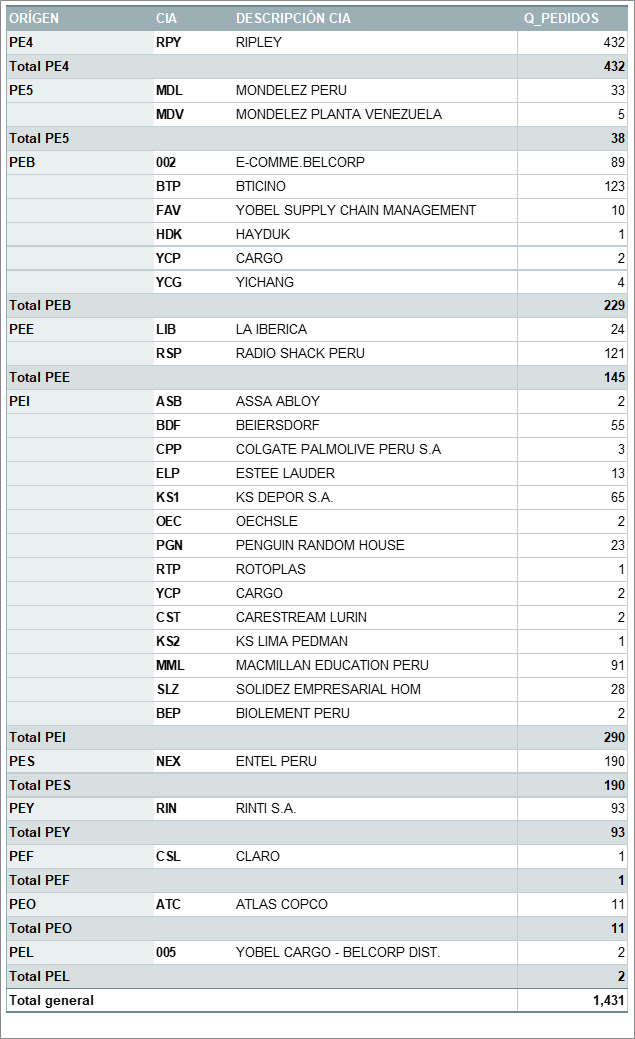 ORÍGEN CIA DESCRIPCIÓN CIA Q_PEDIDOS
PE4 RPY RIPLEY 432
Total PE4 432
PE5 MDL MONDELEZ PERU 33
MDV MONDELEZ PLANTA VENEZUELA 5
Total PE5 38
PEB 002 E-COMME.BELCORP 89
BTP BTICINO 123
FAV YOBEL SUPPLY CHAIN MANAGEMENT 10
HDK HAYDUK 1
YCP CARGO 2
YCG YICHANG 4
Total PEB 229
PEE LIB LA IBERICA 24
RSP RADIO SHACK PERU 121
Total PEE 145
PEI ASB ASSA ABLOY 2
BDF BEIERSDORF 55
CPP COLGATE PALMOLIVE PERU S.A 3
ELP ESTEE LAUDER 13
KS1 KS DEPOR S.A. 65
OEC OECHSLE 2
PGN PENGUIN RANDOM HOUSE 23
RTP ROTOPLAS 1
YCP CARGO 2
CST CARESTREAM LURIN 2
KS2 KS LIMA PEDMAN 1
MML MACMILLAN EDUCATION PERU 91
SLZ SOLIDEZ EMPRESARIAL HOM 28
BEP BIOLEMENT PERU 2
Total PEI 290
PES NEX ENTEL PERU 190
Total PES 190
PEY RIN RINTI S.A. 93
Total PEY 93
PEF CSL CLARO 1
Total PEF 1
PEO ATC ATLAS COPCO 11
Total PEO 11
PEL 005 YOBEL CARGO - BELCORP DIST. 2
Total PEL 2
Total general 1,431